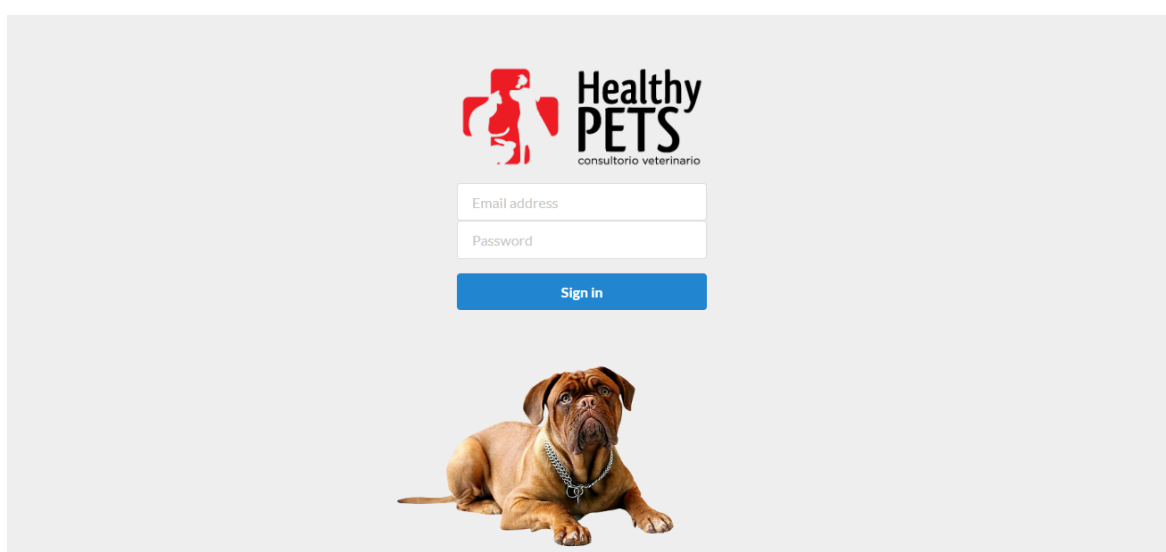 Healthy
PETS
consultorio veterinario
Email address
Password
Sign in